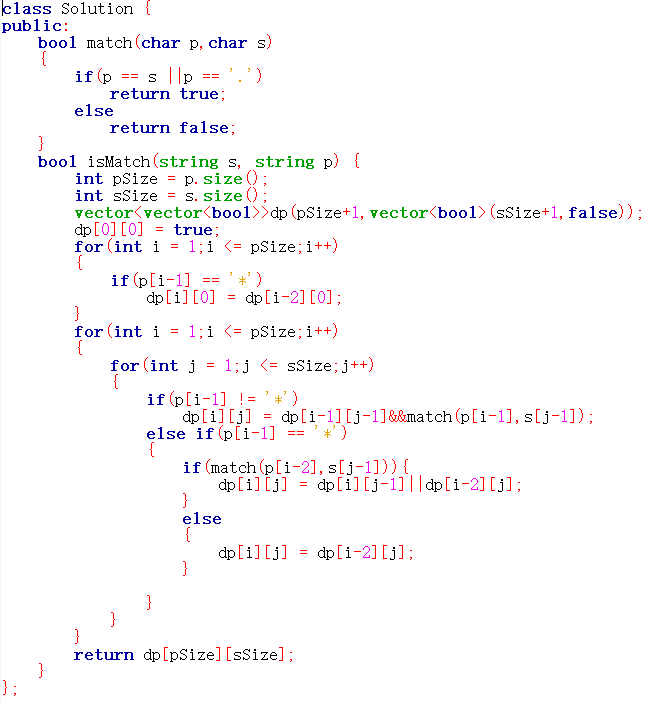 class Solution {
public:
    bool match(char p,char s)
    {
        if(p == s ||p == '.')
            return true;
        else
            return false;
    }
    bool isMatch(string s, string p) {
        int pSize = p.size();
        int sSize = s.size();
        vector<vector<bool>>dp(pSize+1,vector<bool>(sSize+1,false));
        dp[0][0] = true;
        for(int i = 1;i <= pSize;i++)
        {
            if(p[i-1] == '*')
                dp[i][0] = dp[i-2][0];
        }
        for(int i = 1;i <= pSize;i++)
        {
            for(int j = 1;j <= sSize;j++)
            {
                if(p[i-1] != '*')
                    dp[i][j] = dp[i-1][j-1]&&match(p[i-1],s[j-1]);
                else if(p[i-1] == '*')
                {
                    if(match(p[i-2],s[j-1])){
                        dp[i][j] = dp[i][j-1]||dp[i-2][j];
                    }
                    else
                    {
                        dp[i][j] = dp[i-2][j];
                    }

                }
            }
        }
        return dp[pSize][sSize];
    }
};